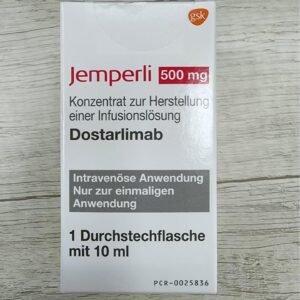 gsk
Jemperli 500 mg
Konzentrat zur Herstellung
einer Infusionslösung
Dostarlimab
Intravenöse Anwendung
Nur zur einmaligen
Anwendung
1 Durchstechflasche
mit 10 ml
PCR-0025836